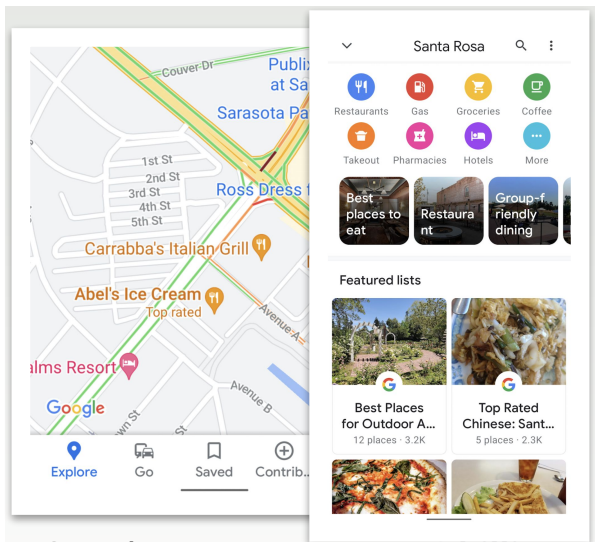 Couver Dr
Publix
at Sa
Sarasota Pa
1st St
2nd St
3rd St
4th St
5th St
Ross Dress f
Carrabba's Italian Grill
Abel's Ice Cream
Top rated
Avenue A
alms Resort
Avenue B
Google
wn St
St
Explore
Go
Saved
Contrib...
Santa Rosa
Restaurants
Gas
Groceries
Coffee
Takeout
Pharmacies
Hotels
More
Best
places to
eat
Restaura
nt
Group-f
riendly
dining
Featured lists
G
Best Places
for Outdoor A...
12 places · 3.2K
G
Top Rated
Chinese: Sant...
5 places · 2.3K